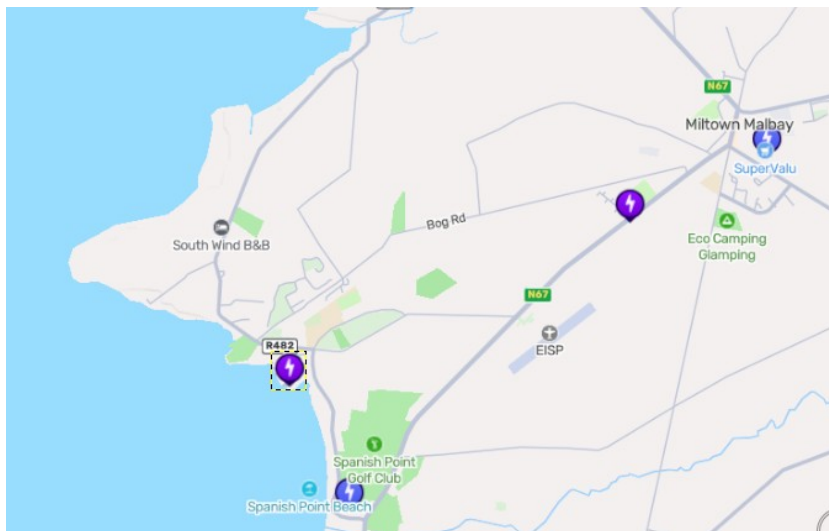 N67
Miltown Malbay
SuperValu
Bog Rd
South Wind B&B
Eco Camping
Glamping
N67
R482
EISP
Spanish Point
Golf Club
Spanish Point Beach